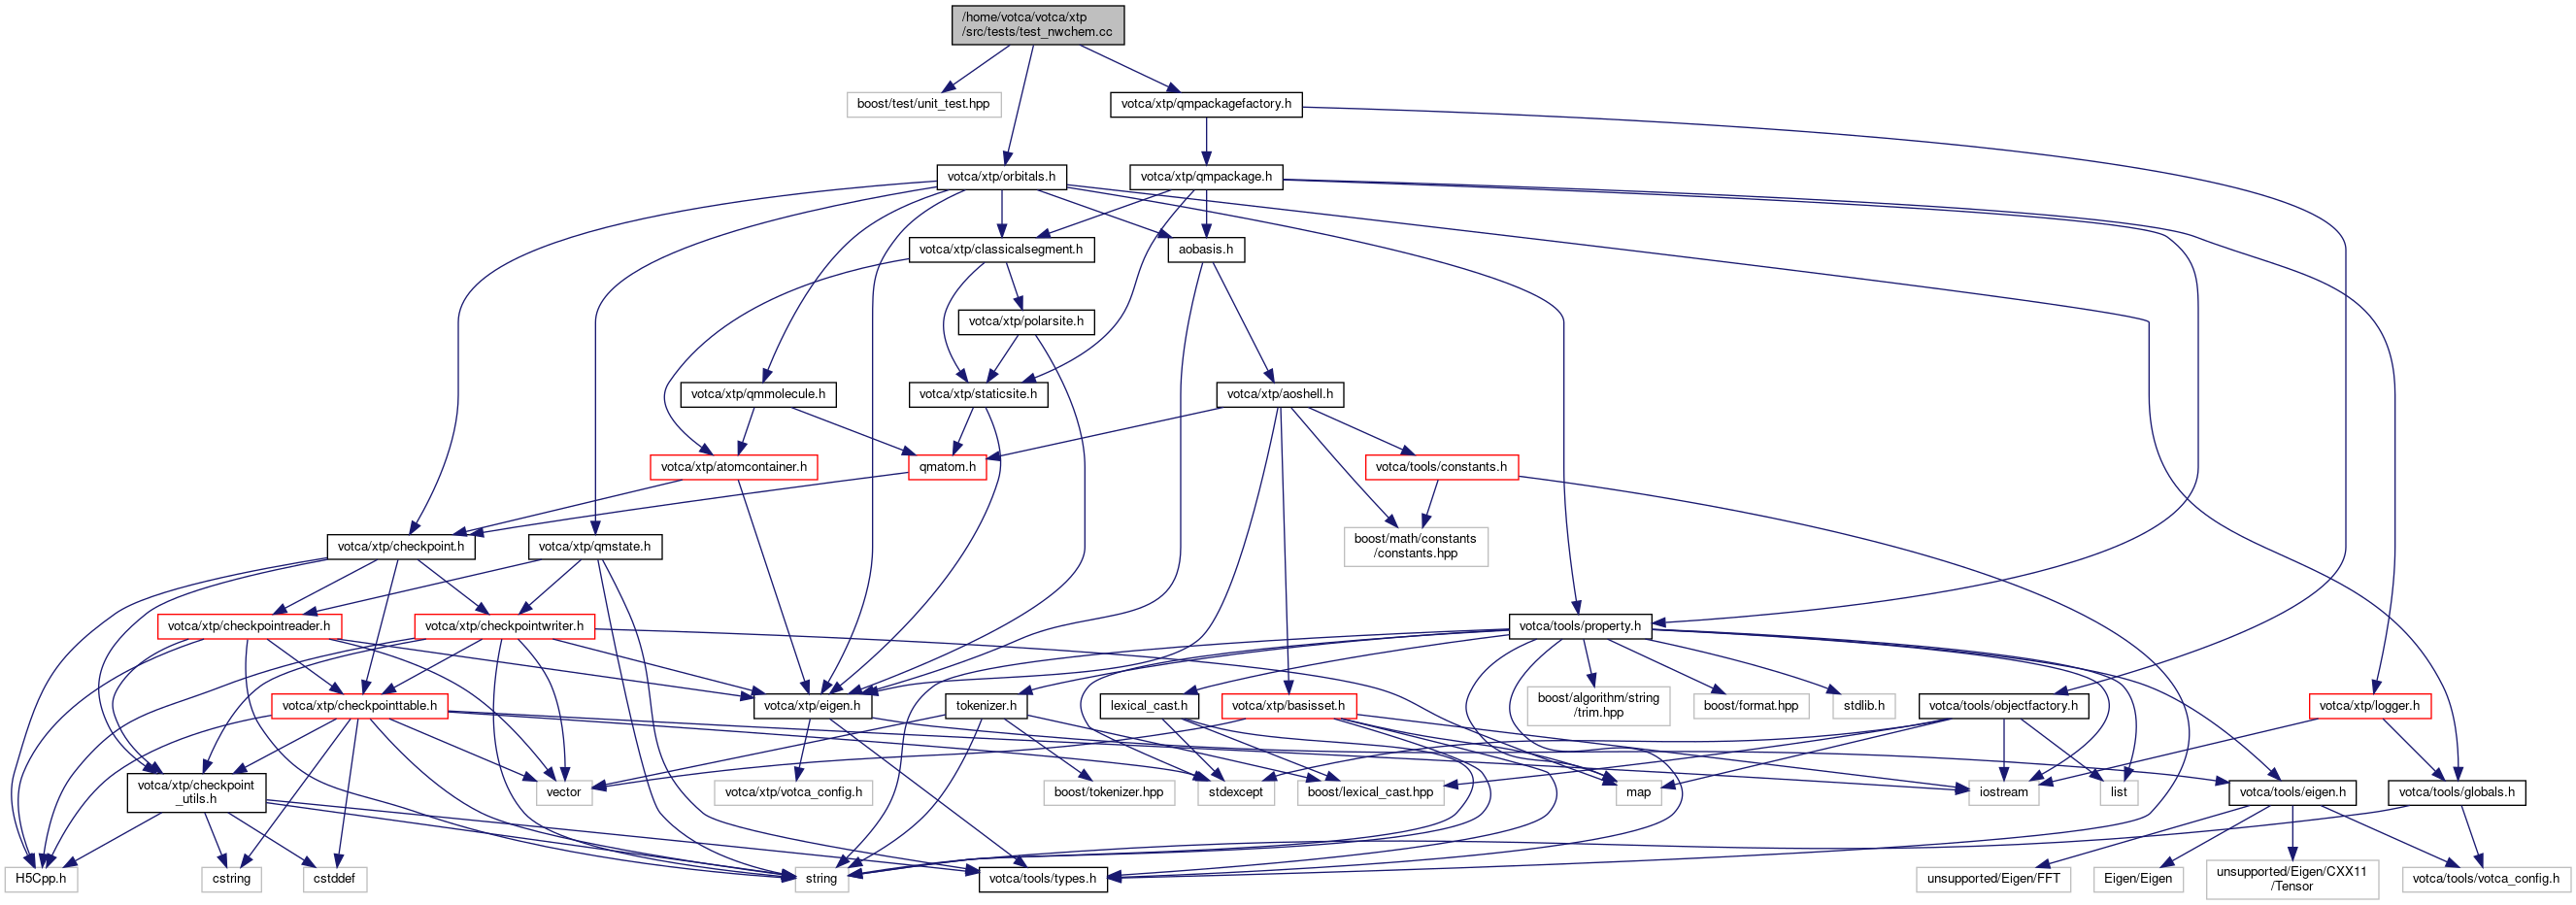 /home/votca/votca/xtp
/src/tests/test_nwchem.cc
boost/test/unit_test.hpp
votca/xtp/qmpackagefactory.h
votca/xtp/orbitals.h
votca/xtp/qmpackage.h
votca/xtp/classicalsegment.h
aobasis.h
votca/xtp/polarsite.h
votca/xtp/qmmolecule.h
votca/xtp/staticsite.h
votca/xtp/aoshell.h
votca/xtp/atomcontainer.h
qmatom.h
votca/tools/constants.h
votca/xtp/checkpoint.h
votca/xtp/qmstate.h
boost/math/constants
/constants.hpp
votca/xtp/checkpointreader.h
votca/xtp/checkpointwriter.h
votca/tools/property.h
votca/xtp/checkpointtable.h
votca/xtp/eigen.h
tokenizer.h
lexical_cast.h
votca/xtp/basisset.h
boost/algorithm/string
/trim.hpp
boost/format.hpp
stdlib.h
votca/tools/objectfactory.h
votca/xtp/logger.h
votca/xtp/checkpoint
_utils.h
vector
votca/xtp/votca_config.h
boost/tokenizer.hpp
stdexcept
boost/lexical_cast.hpp
map
iostream
list
votca/tools/eigen.h
votca/tools/globals.h
H5Cpp.h
cstring
cstddef
string
votca/tools/types.h
unsupported/Eigen/FFT
Eigen/Eigen
unsupported/Eigen/CXX11
/Tensor
votca/tools/votca_config.h